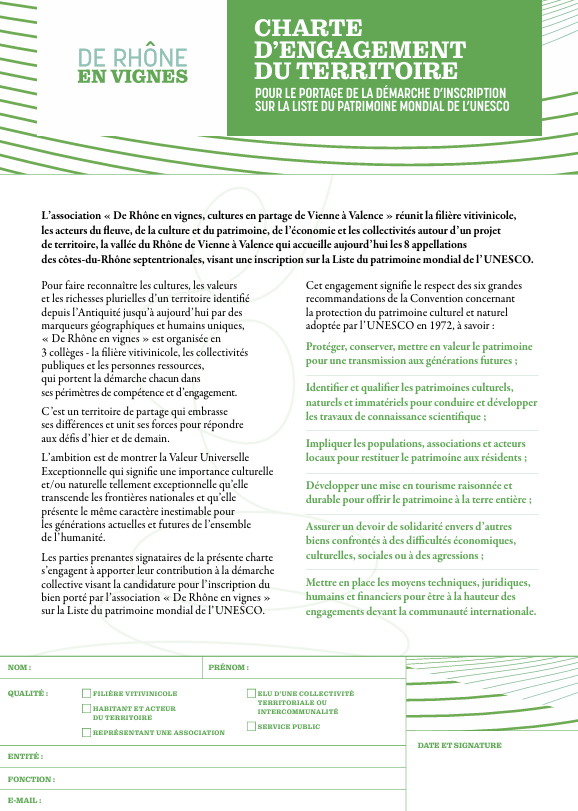 DE RHÔNE
EN VIGNES
CHARTE
D'ENGAGEMENT
DU TERRITOIRE
POUR LE PORTAGE DE LA DÉMARCHE D'INSCRIPTION
SUR LA LISTE DU PATRIMOINE MONDIAL DE L'UNESCO
L'association « De Rhône en vignes, cultures en partage de Vienne à Valence » réunit la filière vitivinicole,
les acteurs du fleuve, de la culture et du patrimoine, de l'économie et les collectivités autour d'un projet
de territoire, la vallée du Rhône de Vienne à Valence qui accueille aujourd'hui les 8 appellations
des côtes-du-Rhône septentrionales, visant une inscription sur la Liste du patrimoine mondial de l'UNESCO.
Pour faire reconnaître les cultures, les valeurs
et les richesses plurielles d'un territoire identifié
depuis l'Antiquité jusqu'à aujourd'hui par des
marqueurs géographiques et humains uniques,
« De Rhône en vignes » est organisée en
3 collèges - la filière vitivinicole, les collectivités
publiques et les personnes ressources,
qui portent la démarche chacun dans
ses périmètres de compétence et d'engagement.
C'est un territoire de partage qui embrasse
ses différences et unit ses forces pour répondre
aux défis d'hier et de demain.
L'ambition est de montrer la Valeur Universelle
Exceptionnelle qui signifie une importance culturelle
et/ou naturelle tellement exceptionnelle qu'elle
transcende les frontières nationales et qu'elle
présente le même caractère inestimable pour
les générations actuelles et futures de l'ensemble
de l'humanité.
Les parties prenantes signataires de la présente charte
s'engagent à apporter leur contribution à la démarche
collective visant la candidature pour l'inscription du
bien porté par l'association « De Rhône en vignes »
sur la Liste du patrimoine mondial de l'UNESCO.
Cet engagement signifie le respect des six grandes
recommandations de la Convention concernant
la protection du patrimoine culturel et naturel
adoptée par l'UNESCO en 1972, à savoir :
Protéger, conserver, mettre en valeur le patrimoine
pour une transmission aux générations futures ;
Identifier et qualifier les patrimoines culturels,
naturels et immatériels pour conduire et développer
les travaux de connaissance scientifique ;
Impliquer les populations, associations et acteurs
locaux pour restituer le patrimoine aux résidents ;
Développer une mise en tourisme raisonnée et
durable pour offrir le patrimoine à la terre entière ;
Assurer un devoir de solidarité envers d'autres
biens confrontés à des difficultés économiques,
culturelles, sociales ou à des agressions ;
Mettre en place les moyens techniques, juridiques,
humains et financiers pour être à la hauteur des
engagements devant la communauté internationale.
NOM :
PRÉNOM :
QUALITÉ :
FILIÈRE VITIVINICOLE
HABITANT ET ACTEUR
DU TERRITOIRE
REPRÉSENTANT UNE ASSOCIATION
ELU D'UNE COLLECTIVITÉ
TERRITORIALE OU
INTERCOMMUNALITÉ
SERVICE PUBLIC
ENTITÉ :
FONCTION :
E-MAIL :
DATE ET SIGNATURE